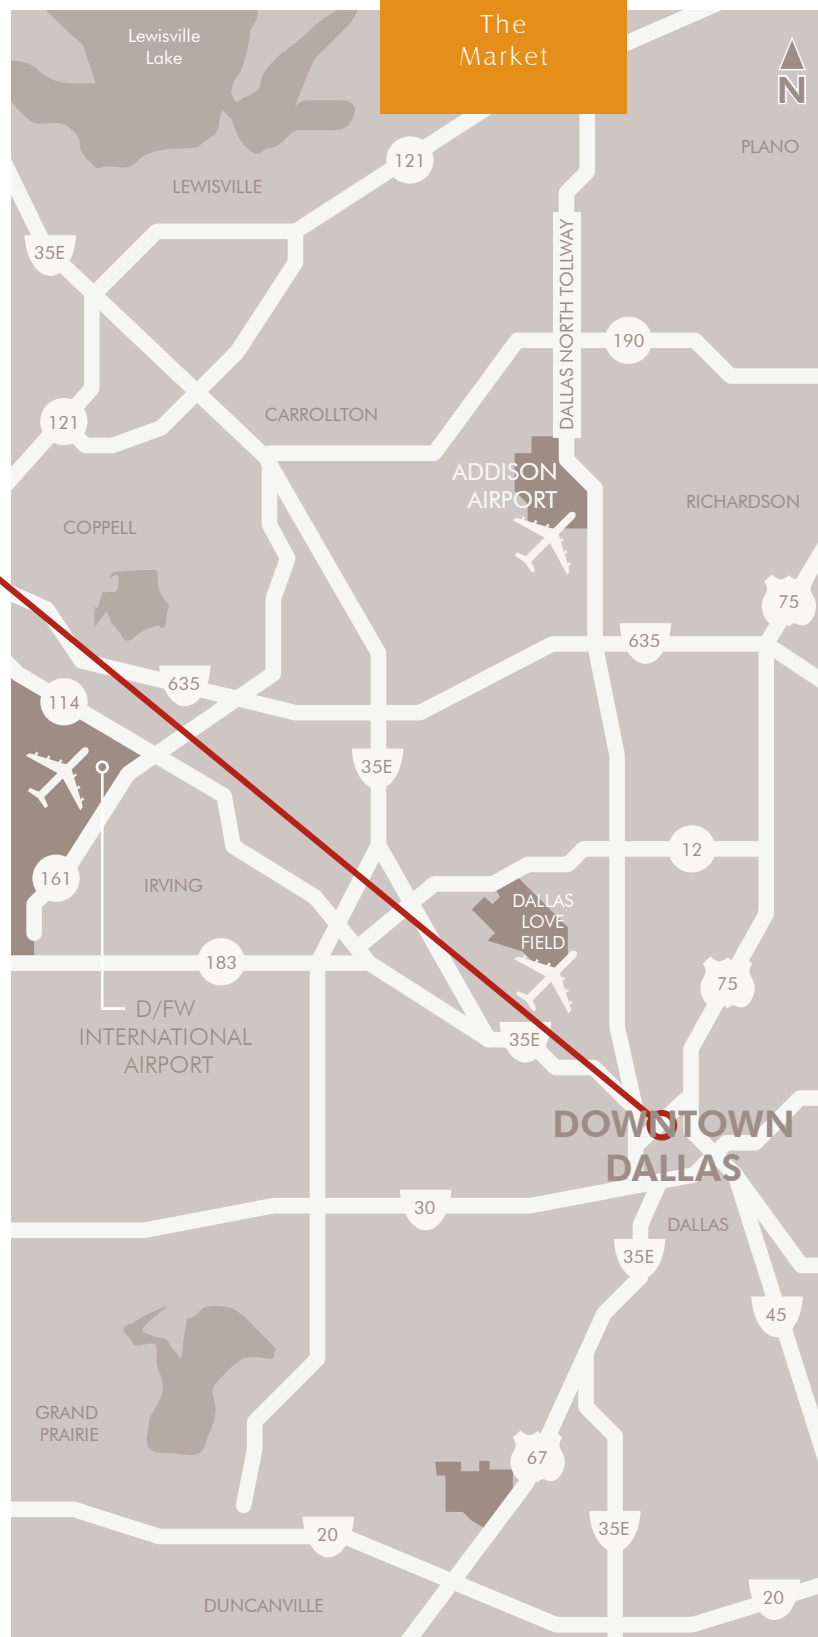 The
Market
Lewisville
Lake
N
PLANO
121
LEWISVILLE
35E
DALLAS NORTH TOLLWAY
190
CARROLLTON
121
ADDISON
AIRPORT
RICHARDSON
COPPELL
75
635
635
114
35E
12
161
IRVING
DALLAS
LOVE
FIELD
183
75
D/FW
INTERNATIONAL
AIRPORT
35E
DOWNTOWN
DALLAS
30
DALLAS
35E
45
GRAND
PRAIRIE
67
20
35E
20
DUNCANVILLE